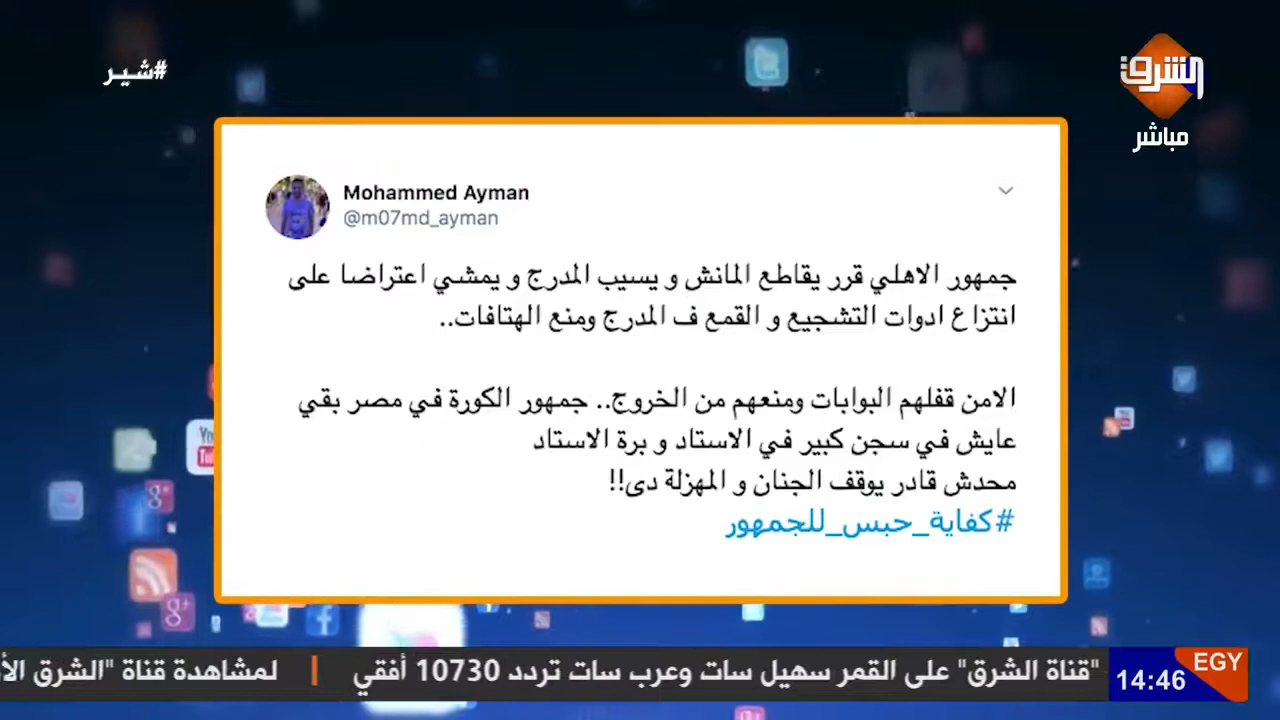 #شير
الشرق
مباشر
Mohammed Ayman
@m07md_ayman
جمهور الاهلي قرر يقاطع الماتش و يسيب المدرج و يمشي اعتراضا على
انتزاع ادوات التشجيع و القمع ف المدرج ومنع الهتافات..
الامن قفلهم البوابات ومنعهم من الخروج.. جمهور الكورة في مصر بقي
عايش في سجن كبير في الاستاد و برة الاستاد
محدش قادر يوقف الجنان و المهزلة دى!!
#كفاية_حبس_للجمهور
"قناة الشرق" على القمر سهيل سات وعرب سات تردد 10730 أفقي | لمشاهدة قناة "الشرق
EGY
14:46